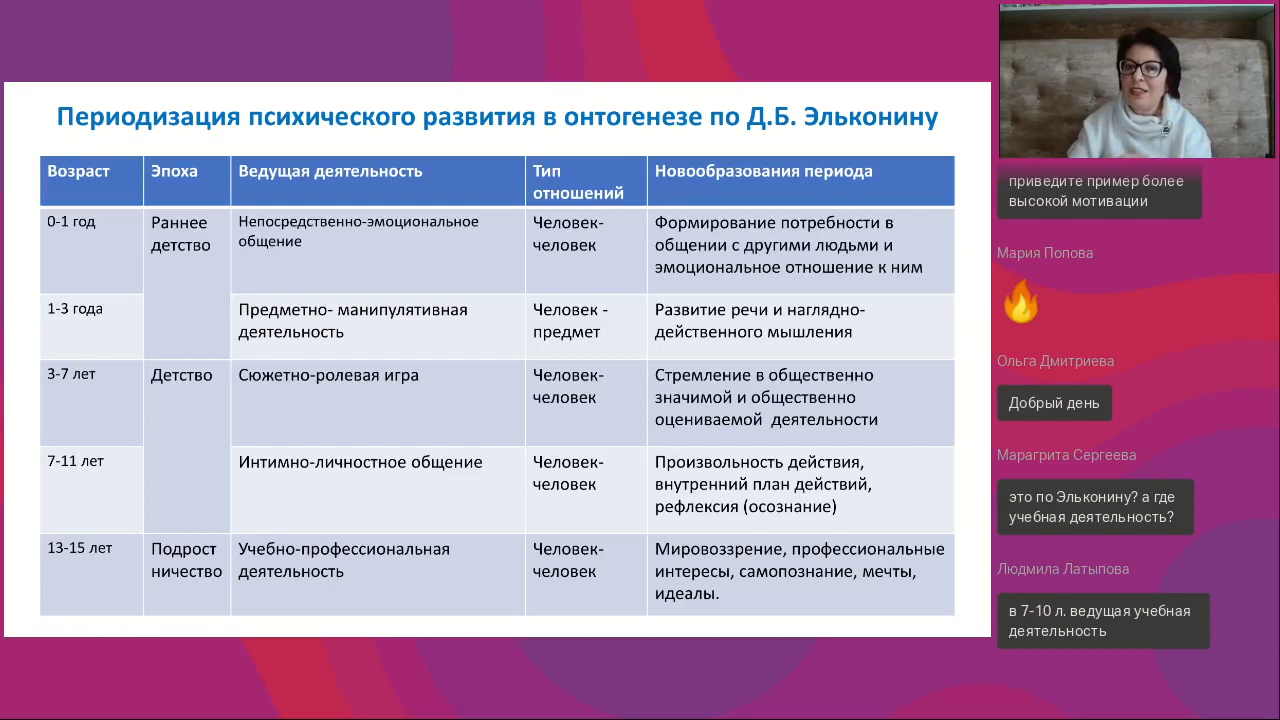 Периодизация психического развития в онтогенезе по Д.Б. Эльконину
Возраст
Эпоха
Ведущая деятельность
Тип
отношений
Новообразования периода
0-1 год
Раннее
детство
Непосредственно-эмоциональное
общение
Человек-
человек
Формирование потребности в
общении с другими людьми и
эмоциональное отношение к ним
1-3 года
Предметно- манипулятивная
деятельность
Человек -
предмет
Развитие речи и наглядно-
действенного мышления
3-7 лет
Детство
Сюжетно-ролевая игра
Человек-
человек
Стремление в общественно
значимой и общественно
оцениваемой деятельности
7-11 лет
Интимно-личностное общение
Человек-
человек
Произвольность действия,
внутренний план действий,
рефлексия (осознание)
13-15 лет
Подрост
ничество
Учебно-профессиональная
деятельность
Человек-
человек
Мировоззрение, профессиональные
интересы, самопознание, мечты,
идеалы.
приведите пример более
высокой мотивации
Мария Попова
Ольга Дмитриева
Добрый день
Марагрита Сергеева
это по Эльконину? а где
учебная деятельность?
Людмила Латыпова
в 7-10 л. ведущая учебная
деятельность